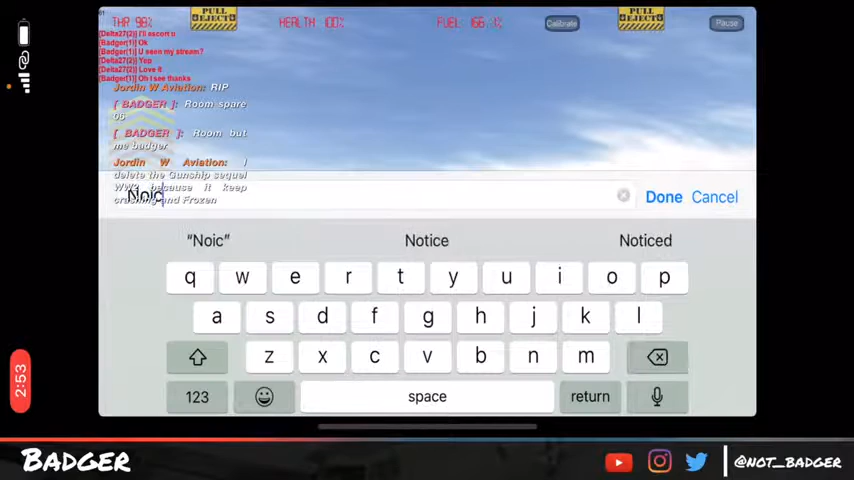 61
THR 98%
PULL
EJECT
HEALTH 100%
FUEL 166.1%
Calibrate
PULL
EJECT
Pause
[Delta27(2)] I'll escort u
[Badger(1)] Ok
[Badger(1)] U seen my stream?
[Delta27(2)] Yep
[Delta27(2)] Love it
[Badger(1)] Oh I see thanks
Jordin W Aviation: RIP
[ BADGER ]: Room spare
06
[ BADGER ]: Room but
me badger
Jordin W Aviation: I
delete the Gunship sequel
WW2 because it keep
crashing and Frozen
Noic
Done Cancel
"Noic" Notice Noticed
q w e r t y u i o p
a s d f g h j k l
z x c v b n m
123 space return
2:53
BADGER
@NOT_BADGER